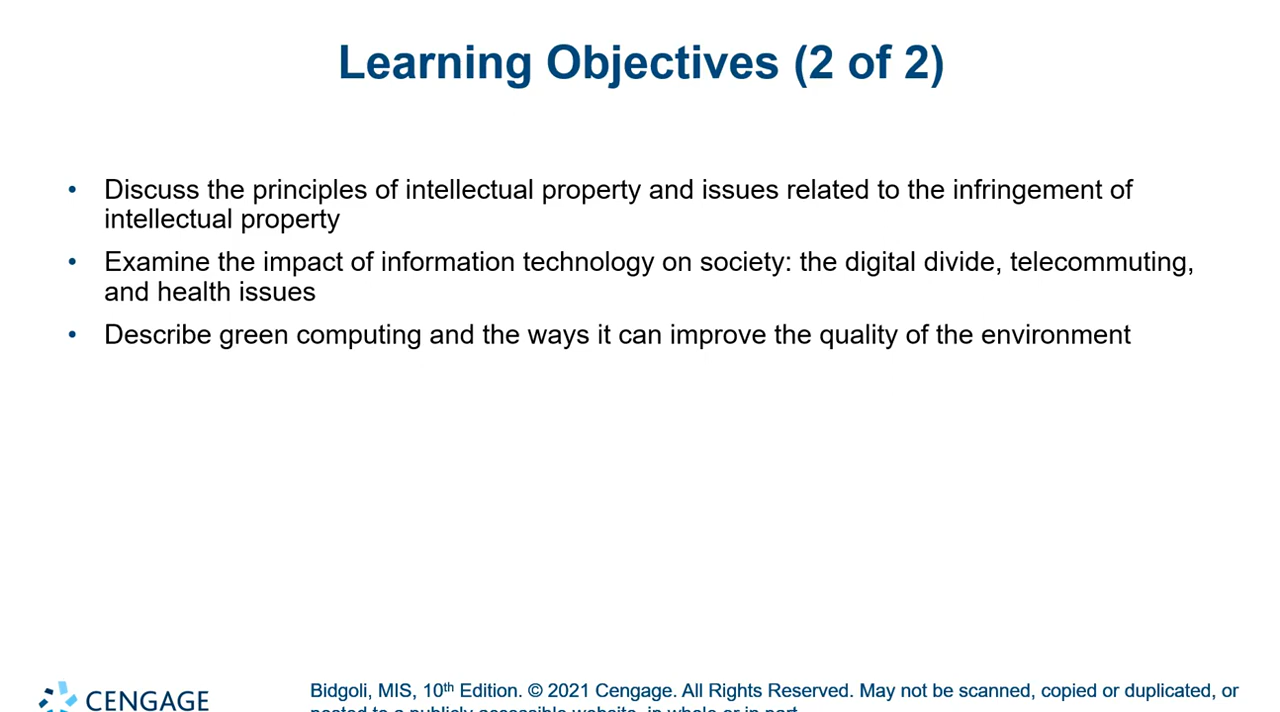 Learning Objectives (2 of 2)
• Discuss the principles of intellectual property and issues related to the infringement of
intellectual property
• Examine the impact of information technology on society: the digital divide, telecommuting,
and health issues
• Describe green computing and the ways it can improve the quality of the environment
CENGAGE
Bidgoli, MIS, 10th Edition. © 2021 Cengage. All Rights Reserved. May not be scanned, copied or duplicated, or
posted to a publicly accessible website, in whole or in part.